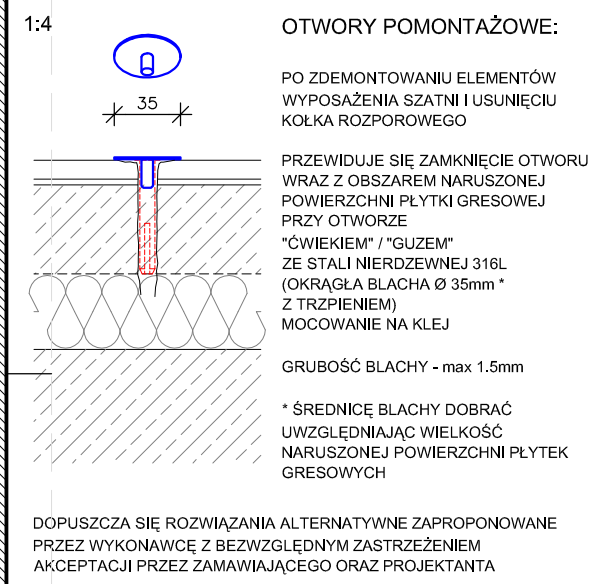 1:4
OTWORY POMONTAŻOWE:
PO ZDEMONTOWANIU ELEMENTÓW
WYPOSAŻENIA SZATNI I USUNIĘCIU
KOŁKA ROZPOROWEGO
35
PRZEWIDUJE SIĘ ZAMKNIĘCIE OTWORU
WRAZ Z OBSZAREM NARUSZONEJ
POWIERZCHNI PŁYTKI GRESOWEJ
PRZY OTWORZE
"ĆWIEKIEM" / "GUZEM"
ZE STALI NIERDZEWNEJ 316L
(OKRĄGŁA BLACHA Ø 35mm *
Z TRZPIENIEM)
MOCOWANIE NA KLEJ
GRUBOŚĆ BLACHY - max 1.5mm
* ŚREDNICĘ BLACHY DOBRAĆ
UWZGLĘDNIAJĄC WIELKOŚĆ
NARUSZONEJ POWIERZCHNI PŁYTEK
GRESOWYCH
DOPUSZCZA SIĘ ROZWIĄZANIA ALTERNATYWNE ZAPROPONOWANE
PRZEZ WYKONAWCĘ Z BEZWZGLĘDNYM ZASTRZEŻENIEM
AKCEPTACJI PRZEZ ZAMAWIAJĄCEGO ORAZ PROJEKTANTA